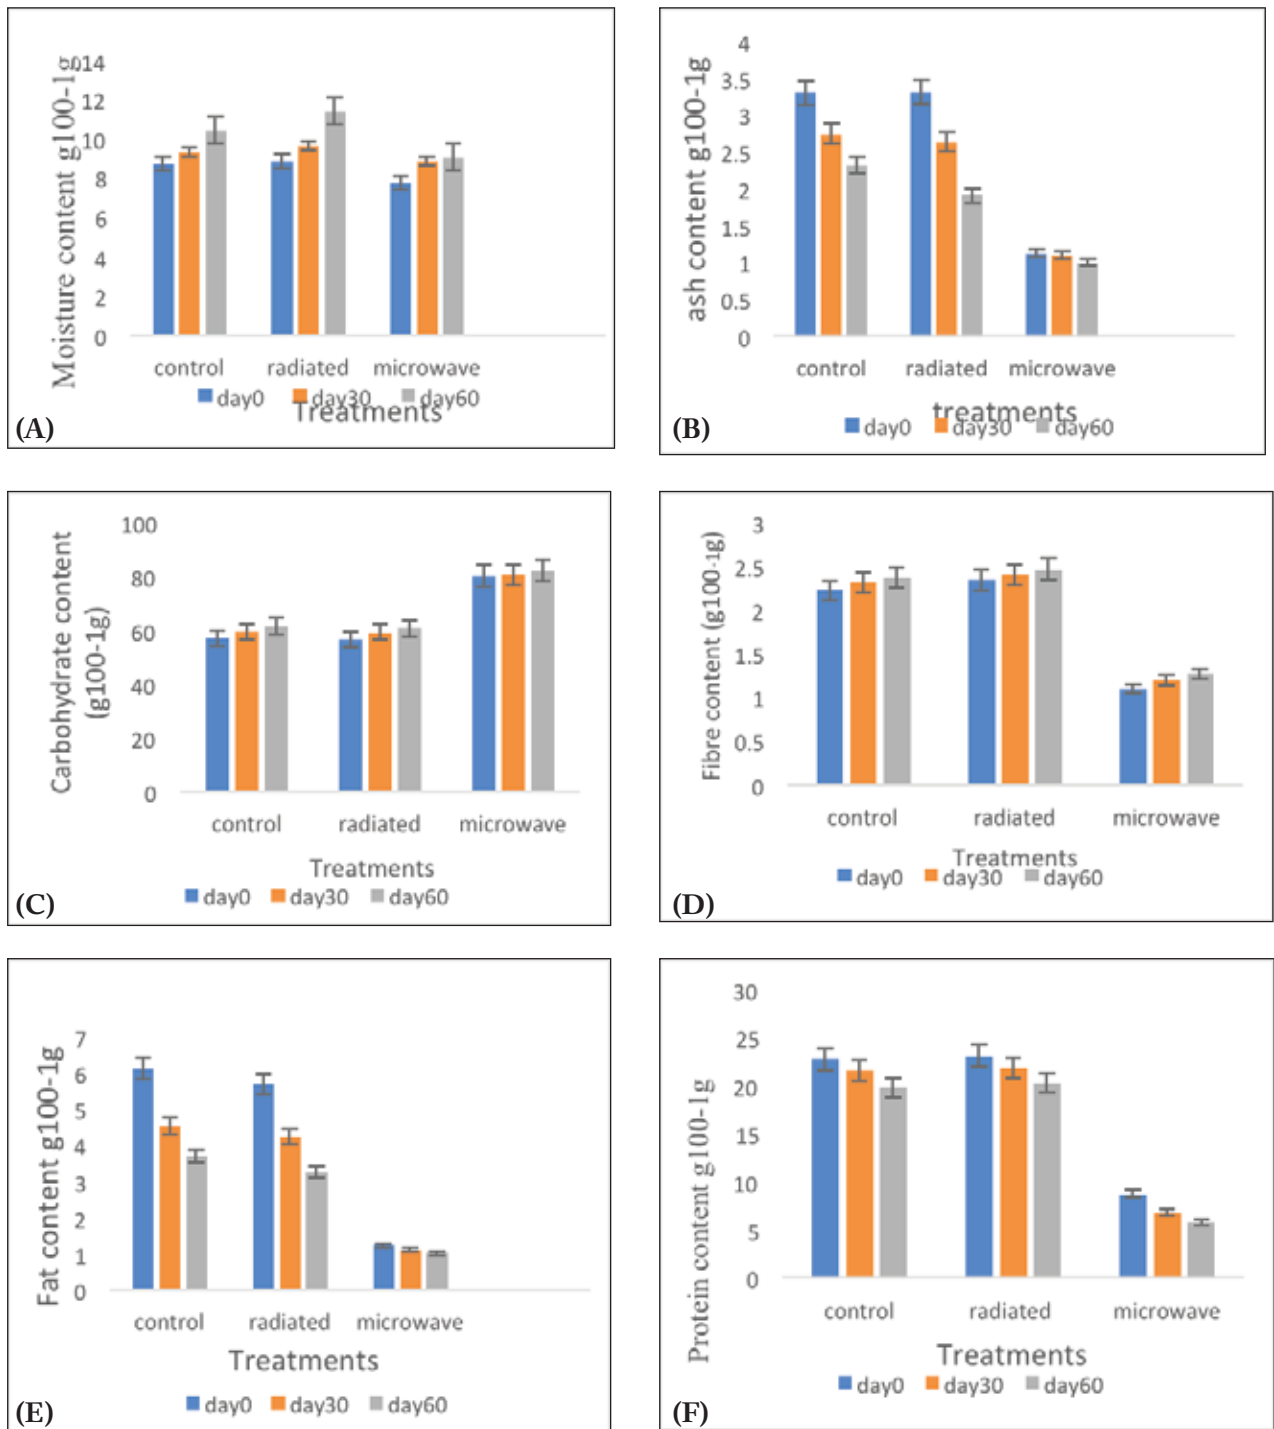 Moisture content g100-1g
14
12
10
8
6
4
2
0
control radiated microwave
day0 day30 day60
Treatments
(A)
ash content g100-1g
4
3.5
3
2.5
2
1.5
1
0.5
0
control radiated microwave
treatments
day0 day30 day60
(B)
Carbohydrate content
(g100-1g)
100
80
60
40
20
0
control radiated microwave
Treatments
day0 day30 day60
(C)
Fibre content (g100-1g)
3
2.5
2
1.5
1
0.5
0
control radiated microwave
Treatments
day0 day30 day60
(D)
Fat content g100-1g
7
6
5
4
3
2
1
0
control radiated microwave
Treatments
day0 day30 day60
(E)
Protein content g100-1g
30
25
20
15
10
5
0
control radiated microwave
Treatments
day0 day30 day60
(F)